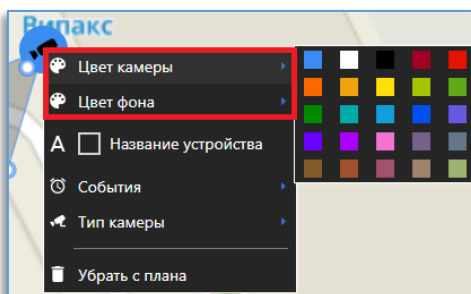 Випакс
Цвет камеры
Цвет фона
A Название устройства
События
Тип камеры
Убрать с плана